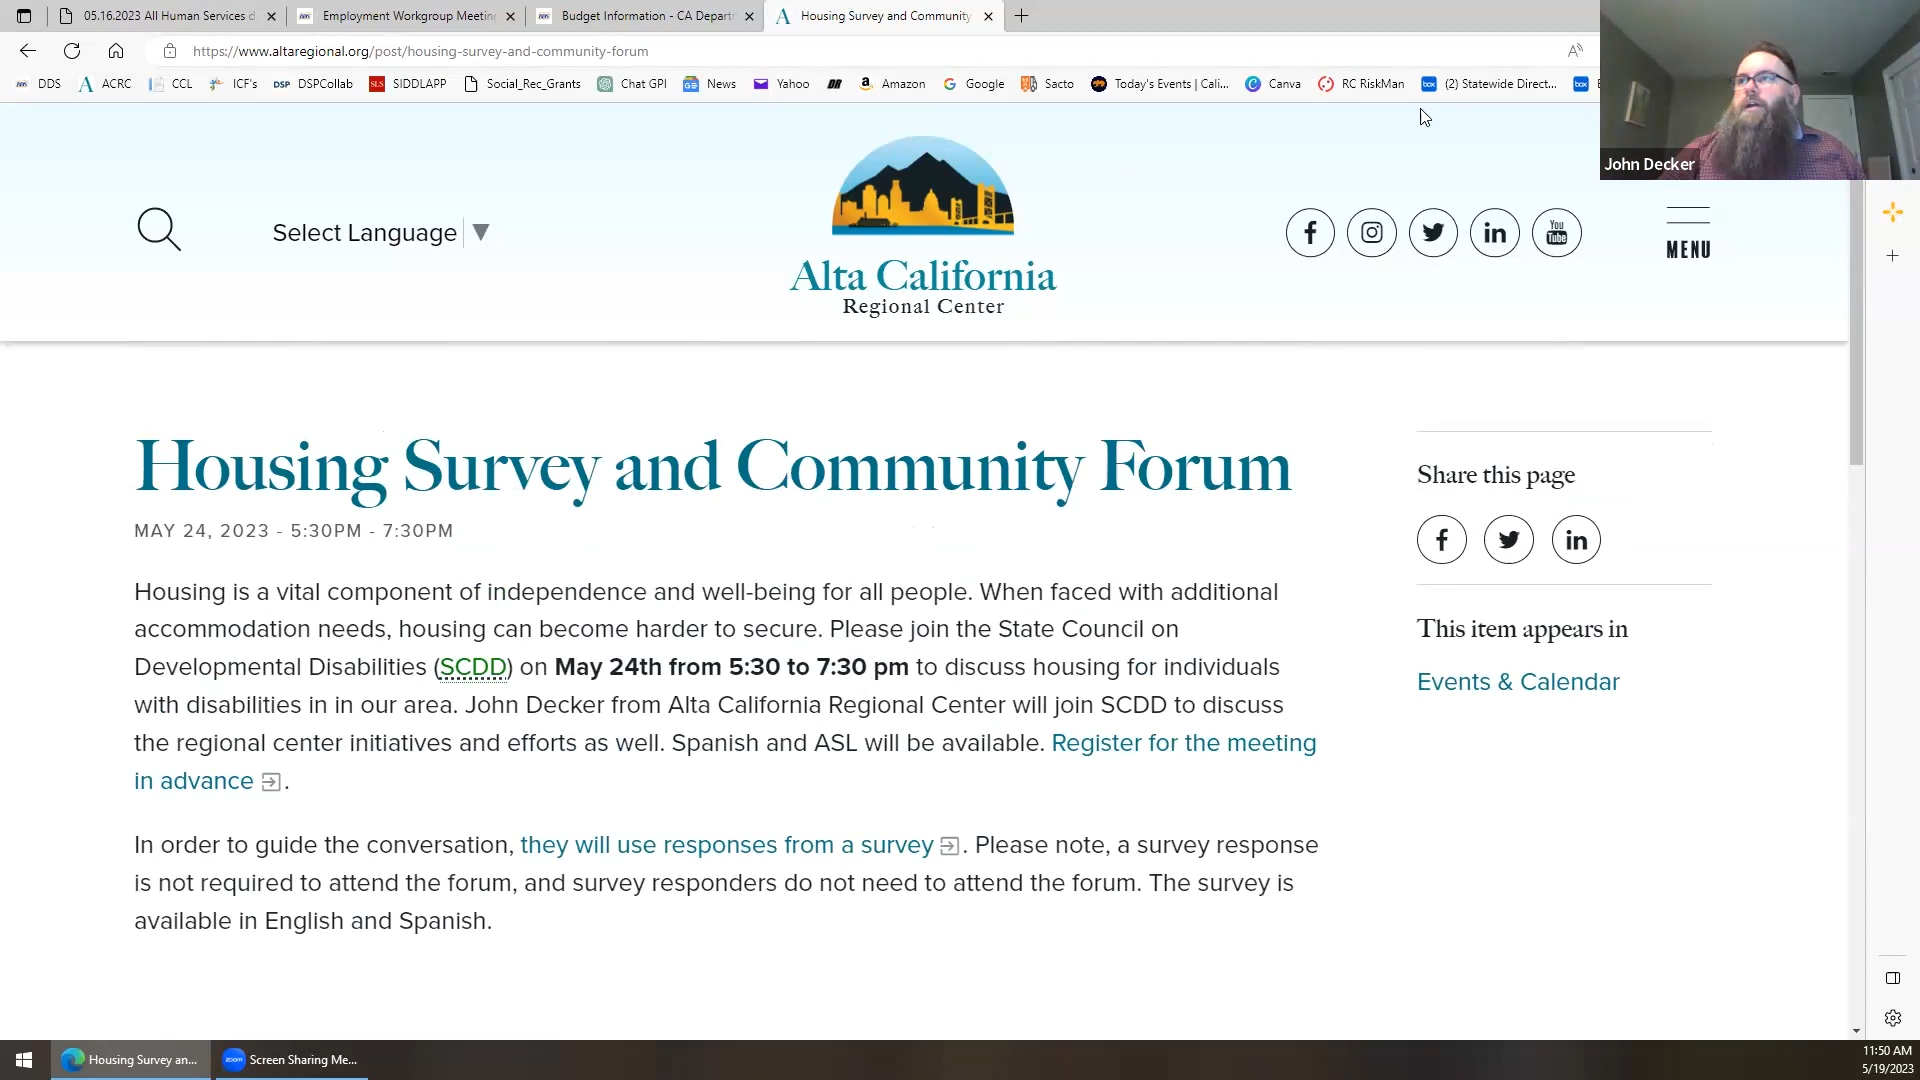 05.16.2023 All Human Services d
Employment Workgroup Meetin
Budget Information - CA Departm
Housing Survey and Community
https://www.altaregional.org/post/housing-survey-and-community-forum
DDS
ACRC
CCL
ICF's
DSP
DSPCollab
SLS
SIDDLAPP
Social_Rec_Grants
Chat GPI
News
Yahoo
Amazon
Google
Sacto
Today's Events | Cali...
Canva
RC RiskMan
box
(2) Statewide Direct...
box
John Decker
Select Language
Alta California
Regional Center
You
Tube
MENU
Housing Survey and Community Forum
MAY 24, 2023 - 5:30PM - 7:30PM
Housing is a vital component of independence and well-being for all people. When faced with additional
accommodation needs, housing can become harder to secure. Please join the State Council on
Developmental Disabilities (SCDD) on May 24th from 5:30 to 7:30 pm to discuss housing for individuals
with disabilities in in our area. John Decker from Alta California Regional Center will join SCDD to discuss
the regional center initiatives and efforts as well. Spanish and ASL will be available. Register for the meeting
in advance.
In order to guide the conversation, they will use responses from a survey. Please note, a survey response
is not required to attend the forum, and survey responders do not need to attend the forum. The survey is
available in English and Spanish.
Share this page
This item appears in
Events & Calendar
Housing Survey an...
zoom
Screen Sharing Me...
11:50 AM
5/19/2023